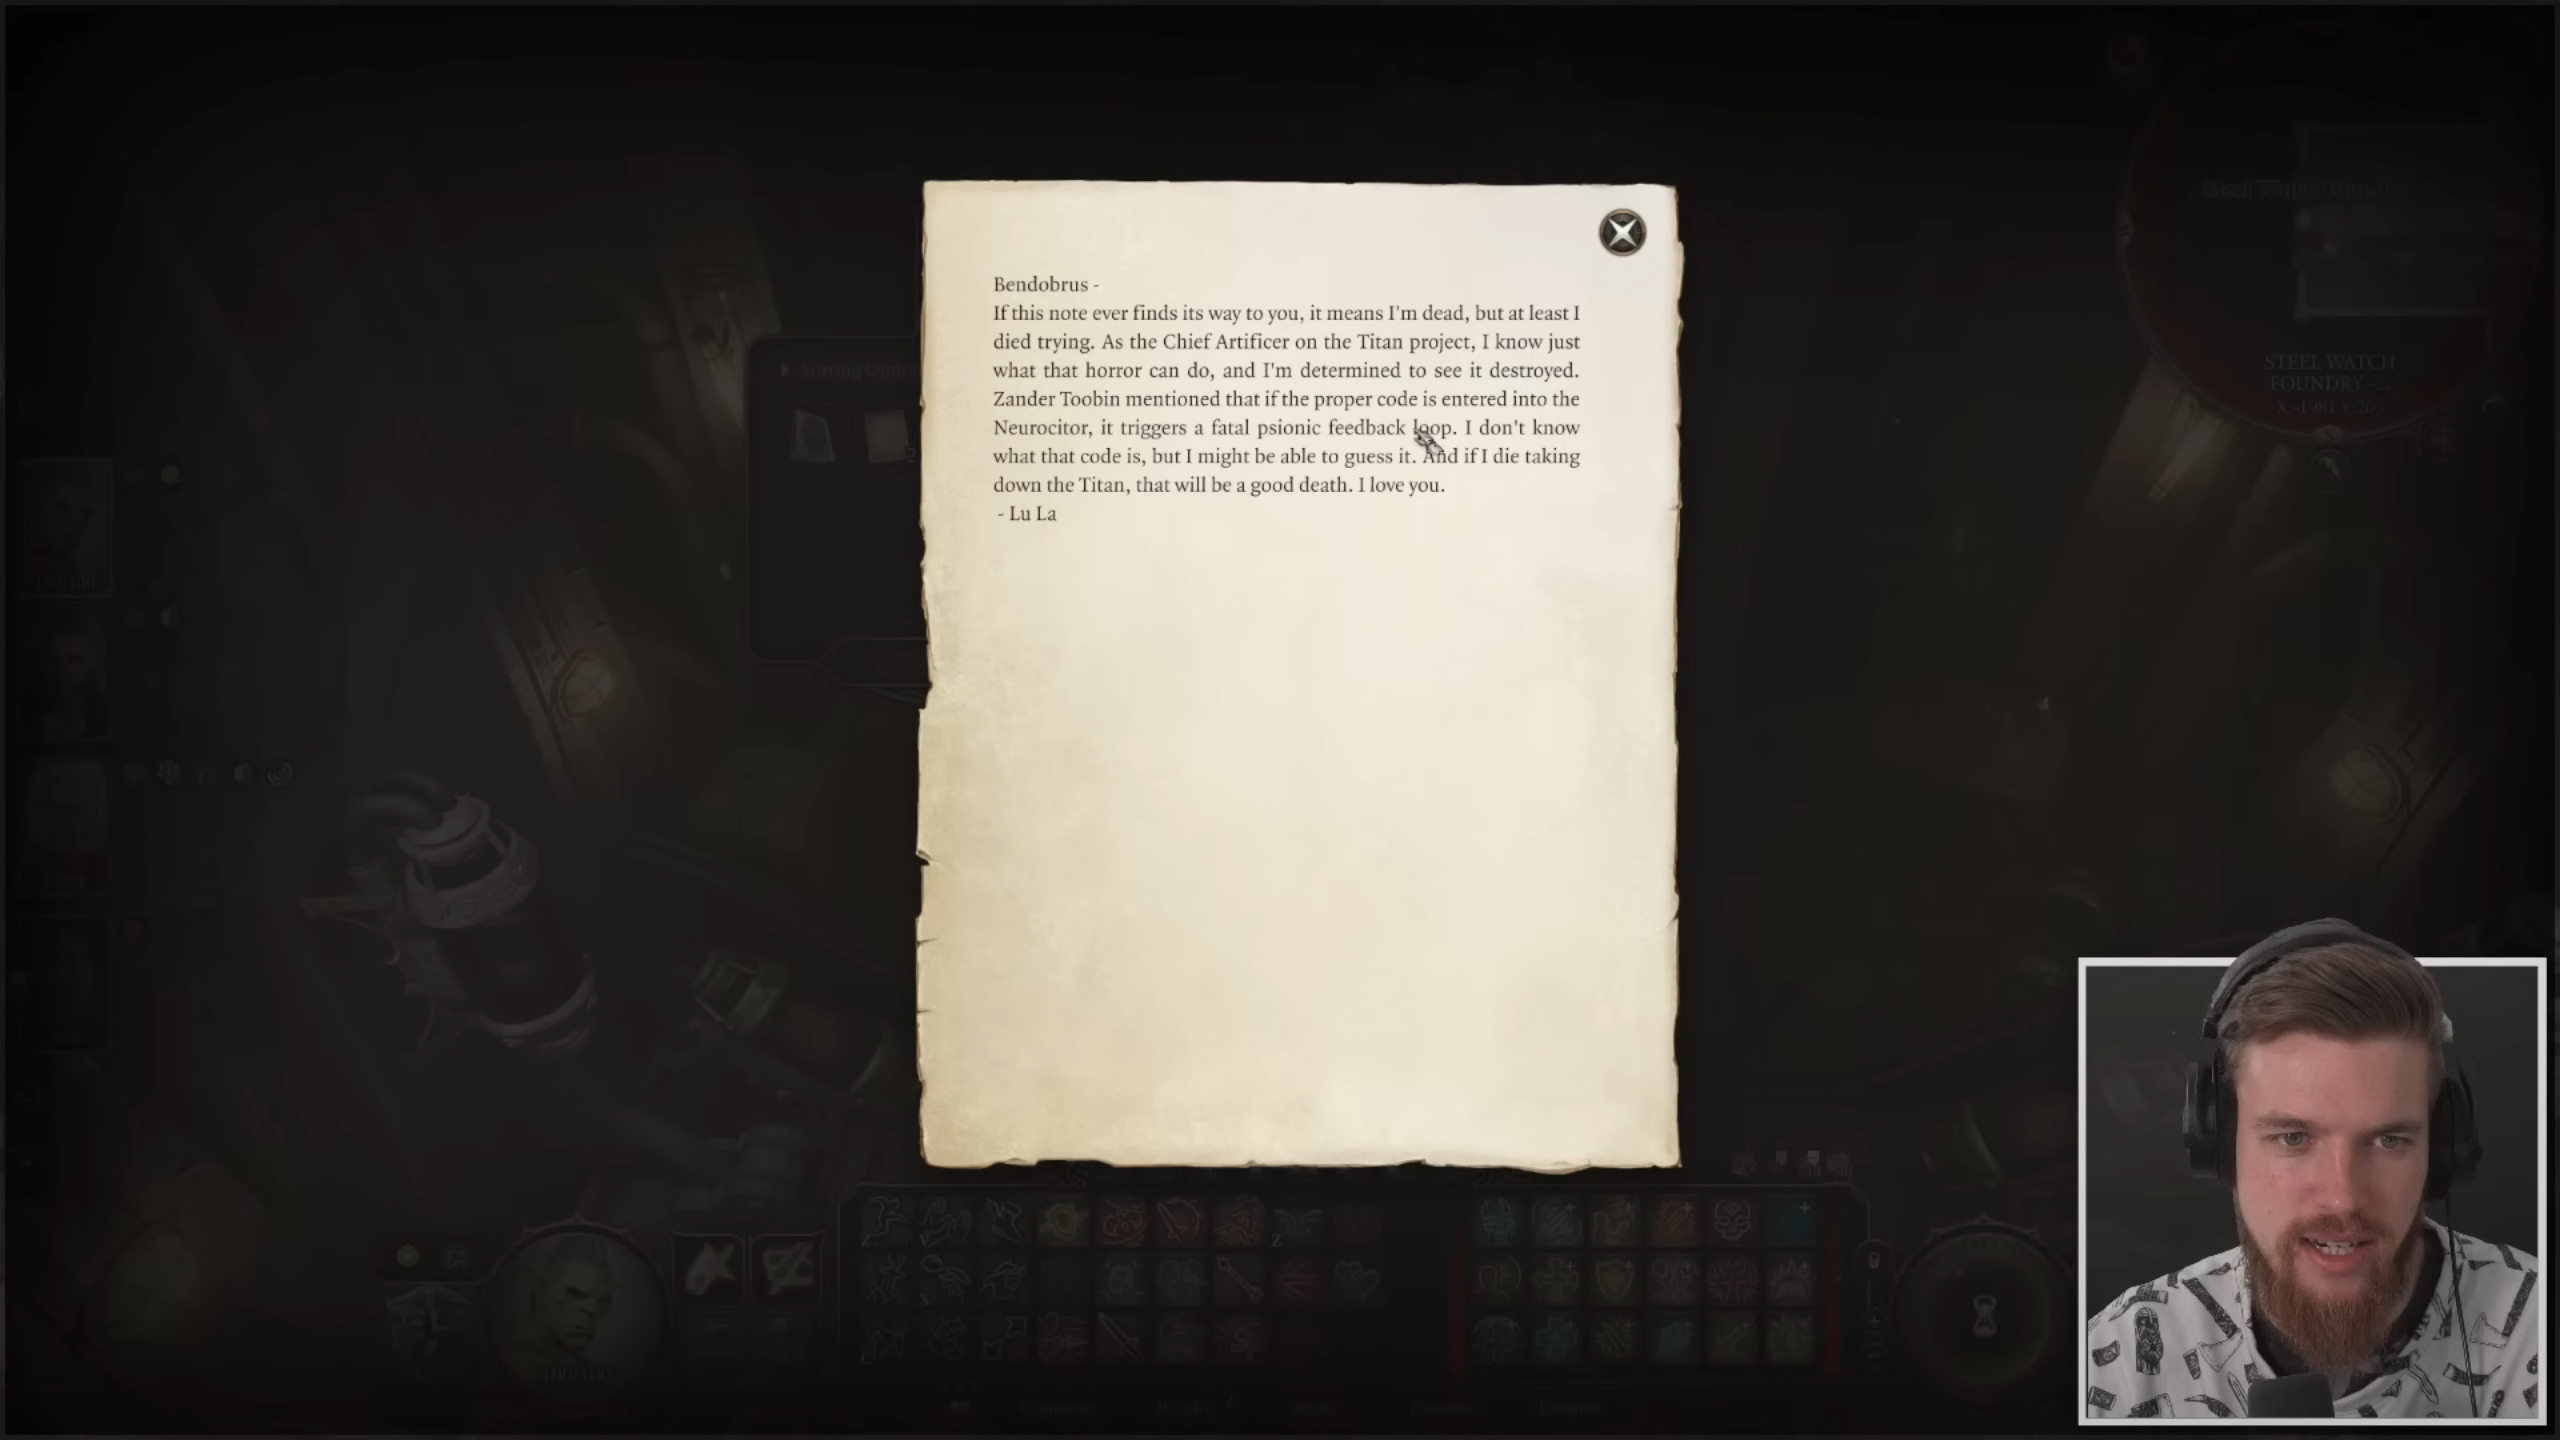 Bendobrus -
If this note ever finds its way to you, it means I'm dead, but at least I
died trying. As the Chief Artificer on the Titan project, I know just
what that horror can do, and I'm determined to see it destroyed.
Zander Toobin mentioned that if the proper code is entered into the
Neurocitor, it triggers a fatal psionic feedback loop. I don't know
what that code is, but I might be able to guess it. And if I die taking
down the Titan, that will be a good death. I love you.
- Lu La
Sorting Optio
STEEL WATCH
FOUNDRY -...